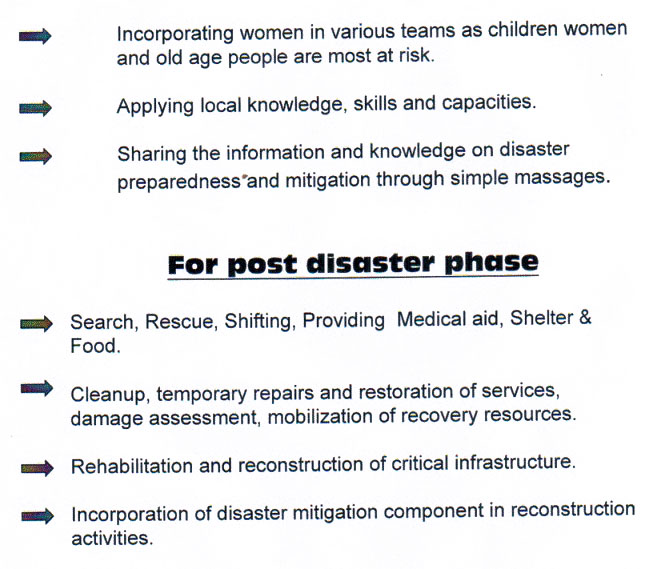 Incorporating women in various teams as children women
and old age people are most at risk.
Applying local knowledge, skills and capacities.
Sharing the information and knowledge on disaster
preparedness and mitigation through simple massages.
For post disaster phase
Search, Rescue, Shifting, Providing Medical aid, Shelter &
Food.
Cleanup, temporary repairs and restoration of services,
damage assessment, mobilization of recovery resources.
Rehabilitation and reconstruction of critical infrastructure.
Incorporation of disaster mitigation component in reconstruction
activities.